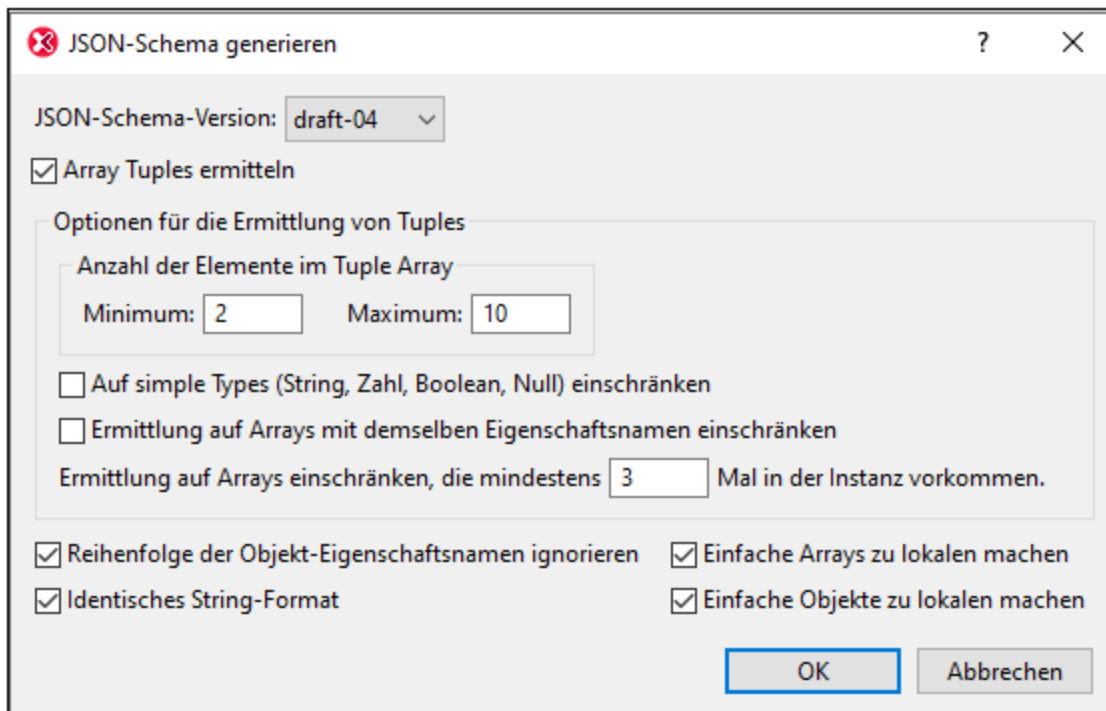 JSON-Schema generieren ?
JSON-Schema-Version: draft-04
Array Tuples ermitteln
Optionen für die Ermittlung von Tuples
Anzahl der Elemente im Tuple Array
Minimum: 2 Maximum: 10
Auf simple Types (String, Zahl, Boolean, Null) einschränken
Ermittlung auf Arrays mit demselben Eigenschaftsnamen einschränken
Ermittlung auf Arrays einschränken, die mindestens 3 Mal in der Instanz vorkommen.
Reihenfolge der Objekt-Eigenschaftsnamen ignorieren Einfache Arrays zu lokalen machen
Identisches String-Format Einfache Objekte zu lokalen machen
OK Abbrechen